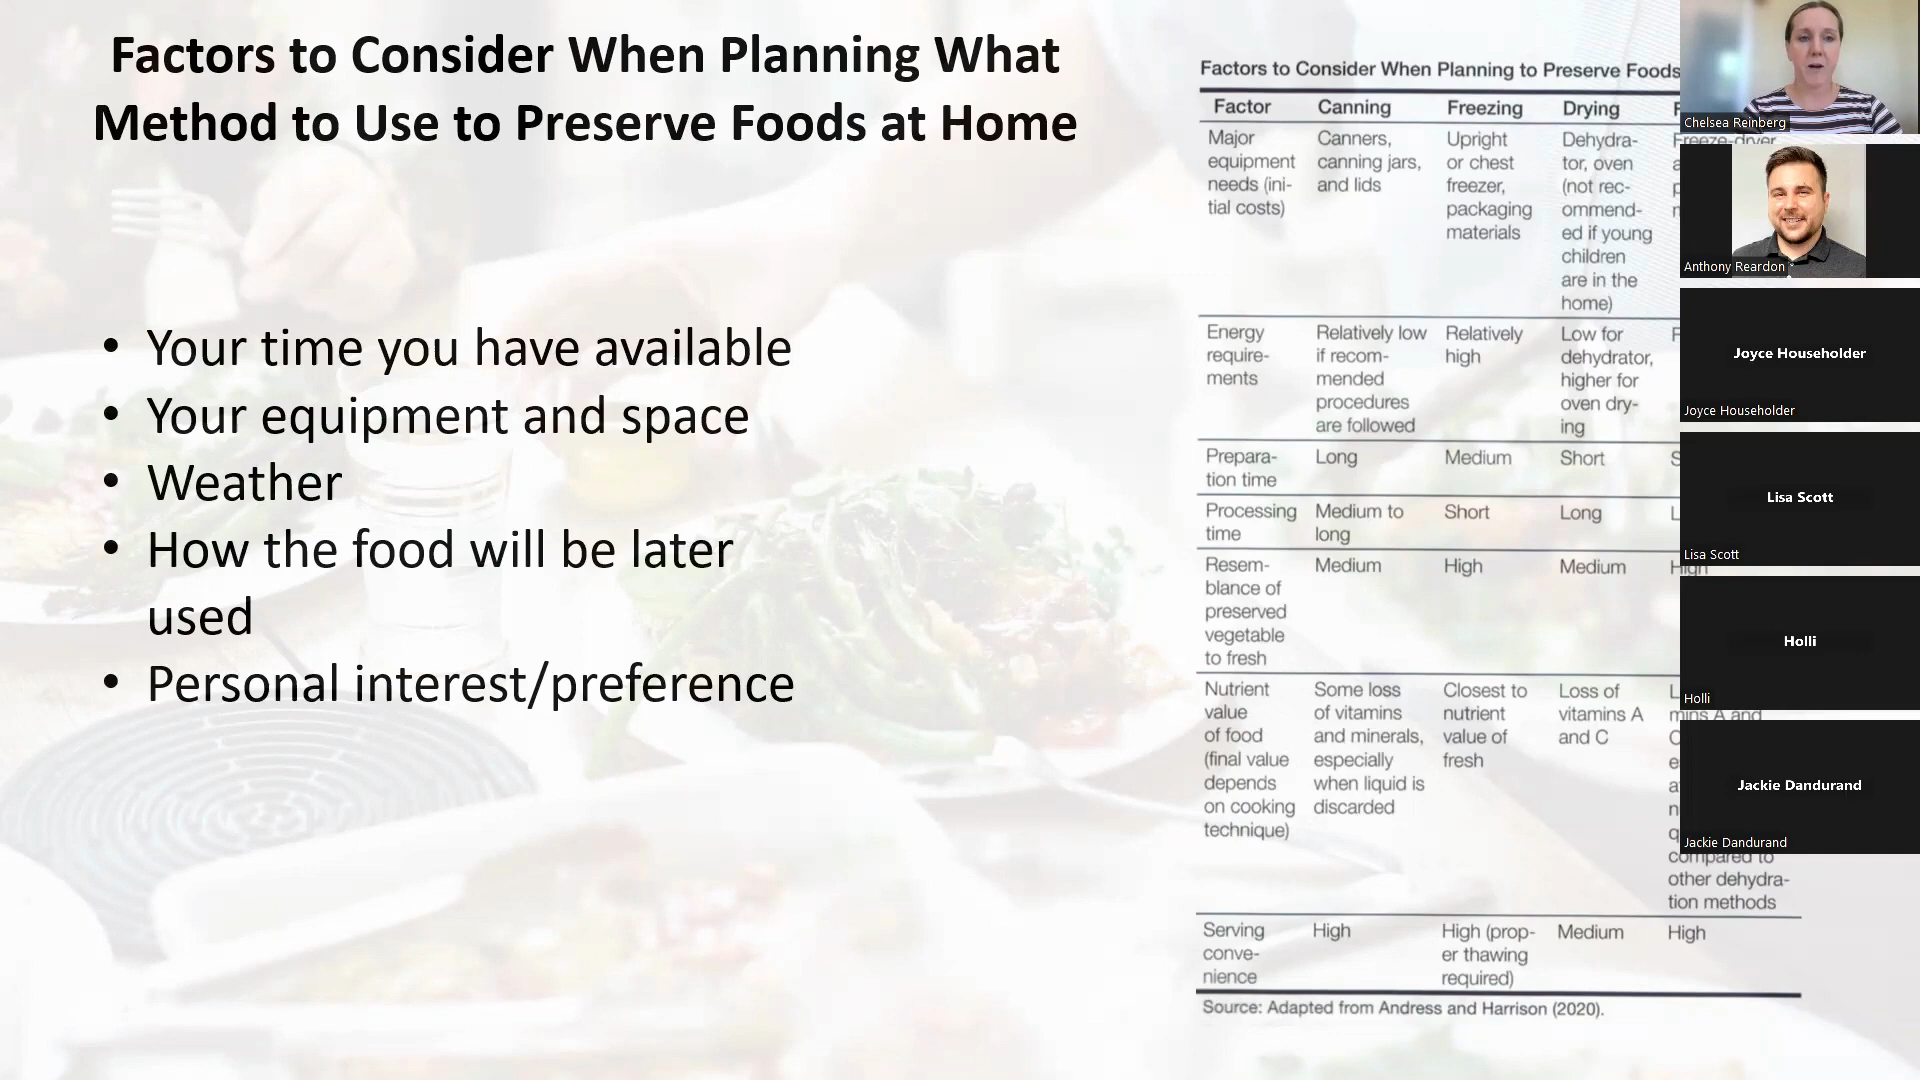 Factors to Consider When Planning What
Method to Use to Preserve Foods at Home
• Your time you have available
• Your equipment and space
• Weather
• How the food will be later
used
• Personal interest/preference
Factors to Consider When Planning to Preserve Foods
Factor Canning Freezing Drying
Major
equipment
needs (ini-
tial costs)
Canners,
canning jars,
and lids
Upright
or chest
freezer,
packaging
materials
Dehydra-
tor, oven
(not rec-
ommend-
ed if young
children
are in the
home)
Freeze-dryer
Energy
require-
ments
Relatively low
if recom-
mended
procedures
are followed
Relatively
high
Low for
dehydrator,
higher for
oven dry-
ing
Prepara-
tion time
Long
Medium
Short
Processing
time
Medium to
long
Short
Long
Resem-
blance of
preserved
vegetable
to fresh
Medium
High
Medium
High
Nutrient
value
of food
(final value
depends
on cooking
technique)
Some loss
of vitamins
and minerals,
especially
when liquid is
discarded
Closest to
nutrient
value of
fresh
Loss of
vitamins A
and C
mins A and
compared to
other dehydra-
tion methods
Serving
conve-
nience
High
High (prop-
er thawing
required)
Medium
High
Source: Adapted from Andress and Harrison (2020).
Chelsea Reinberg
Anthony Reardon
Joyce Householder
Joyce Householder
Lisa Scott
Lisa Scott
Holli
Holli
Jackie Dandurand
Jackie Dandurand